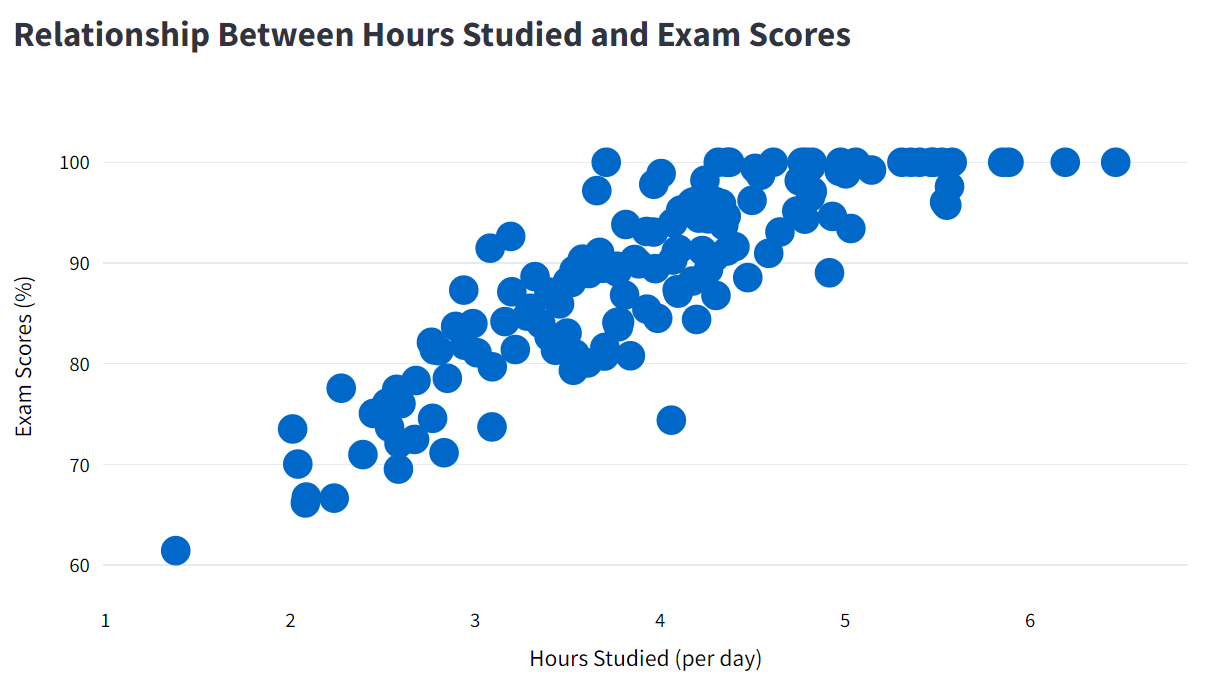 Relationship Between Hours Studied and Exam Scores
100
90
80
70
60
Exam Scores (%)
1 2 3 4 5 6
Hours Studied (per day)